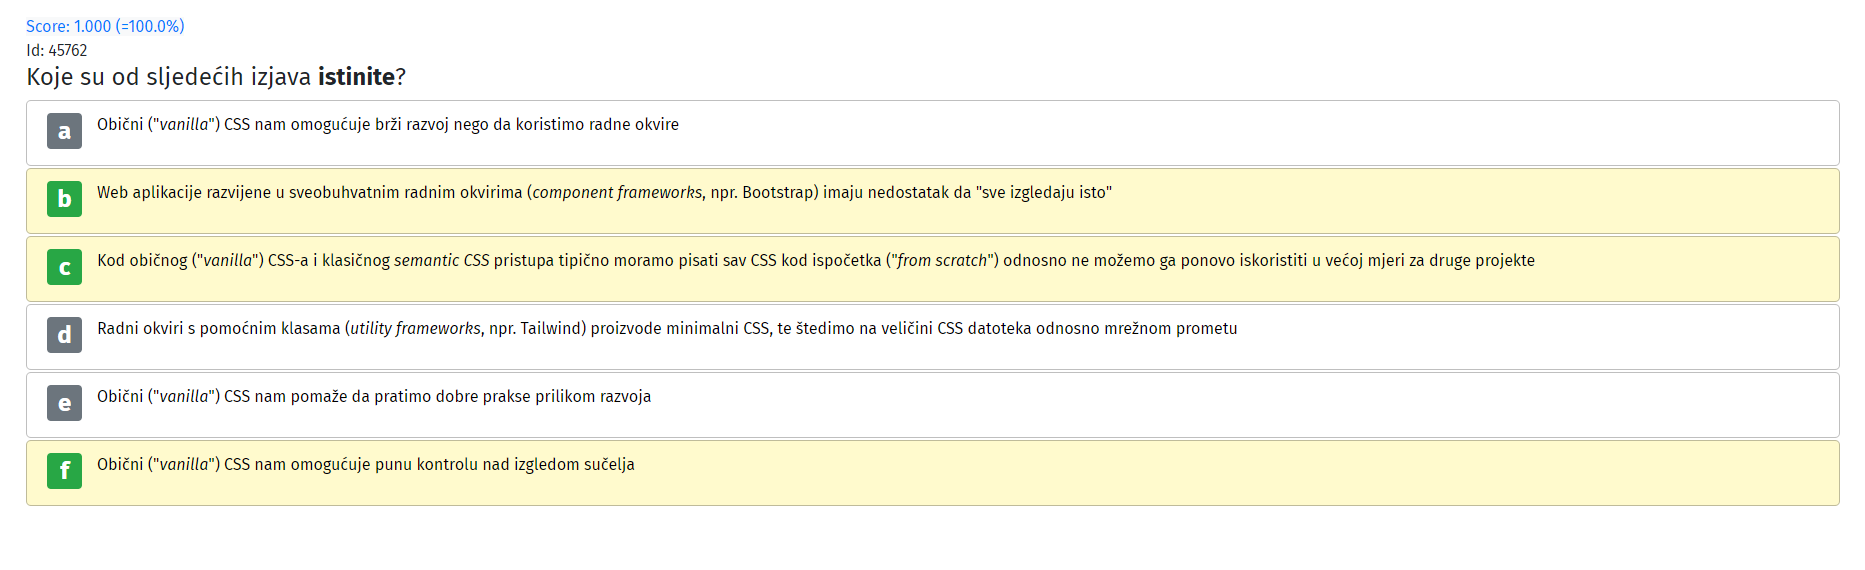 Score: 1.000 (=100.0%)
Id: 45762
Koje su od sljedećih izjava istinite?
a Obični ("vanilla") CSS nam omogućuje brži razvoj nego da koristimo radne okvire
b Web aplikacije razvijene u sveobuhvatnim radnim okvirima (component frameworks, npr. Bootstrap) imaju nedostatak da "sve izgledaju isto"
c Kod običnog ("vanilla") CSS-a i klasičnog semantic CSS pristupa tipično moramo pisati sav CSS kod ispočetka ("from scratch") odnosno ne možemo ga ponovo iskoristiti u većoj mjeri za druge projekte
d Radni okviri s pomoćnim klasama (utility frameworks, npr. Tailwind) proizvode minimalni CSS, te štedimo na veličini CSS datoteka odnosno mrežnom prometu
e Obični ("vanilla") CSS nam pomaže da pratimo dobre prakse prilikom razvoja
f Obični ("vanilla") CSS nam omogućuje punu kontrolu nad izgledom sučelja